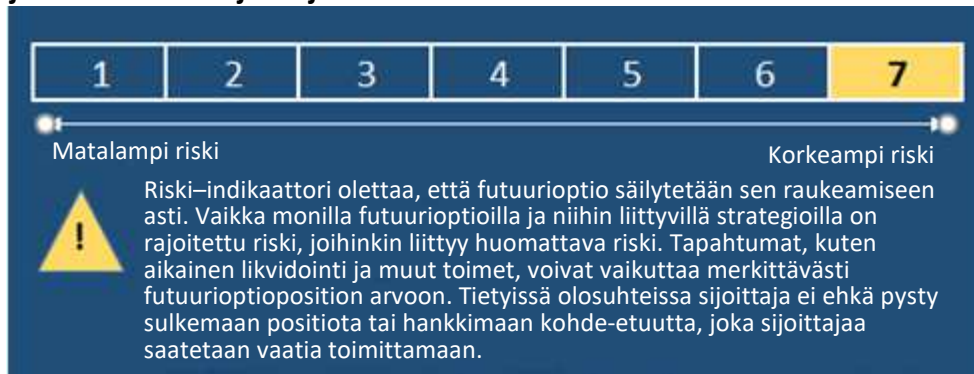 1 2 3 4 5 6 7
Matalampi riski Korkeampi riski
Riski–indikaattori olettaa, että futuurioptio säilytetään sen raukeamiseen
asti. Vaikka monilla futuurioptioilla ja niihin liittyvillä strategioilla on
rajoitettu riski, joihinkin liittyy huomattava riski. Tapahtumat, kuten
aikainen likvidointi ja muut toimet, voivat vaikuttaa merkittävästi
futuurioptioposition arvoon. Tietyissä olosuhteissa sijoittaja ei ehkä pysty
sulkemaan positiota tai hankkimaan kohde-etuutta, joka sijoittajaa
saatetaan vaatia toimittamaan.
!